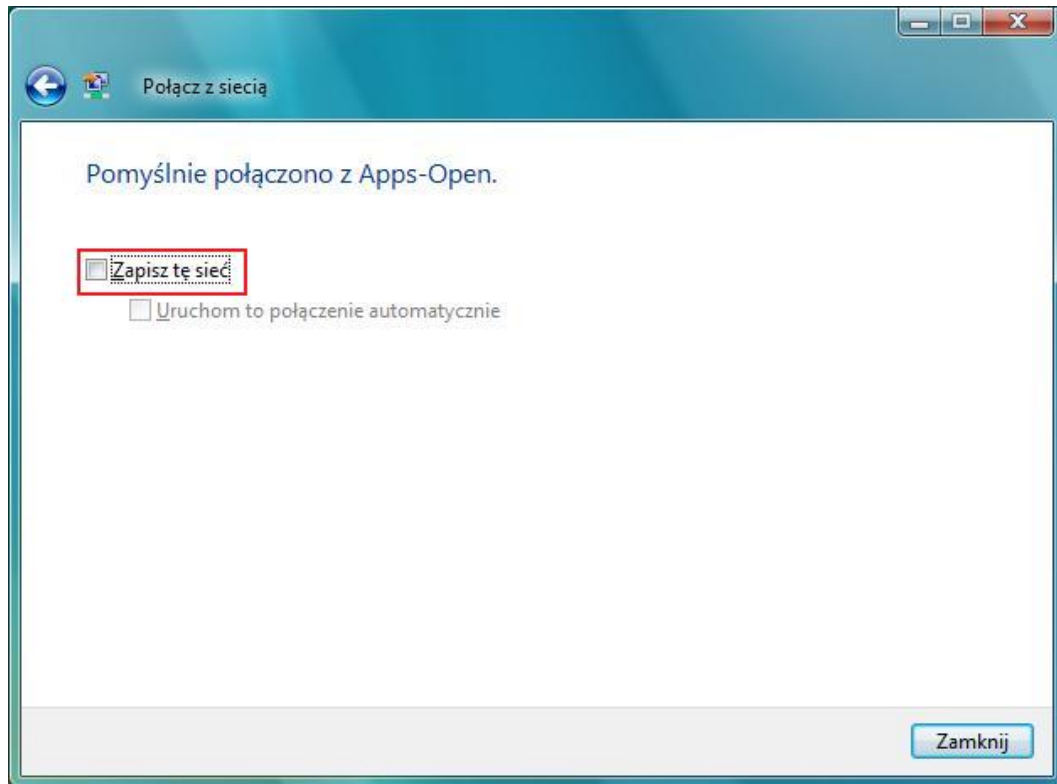 Połącz z siecią
Pomyślnie połączono z Apps-Open.
Zapisz tę sieć
Uruchom to połączenie automatycznie
Zamknij